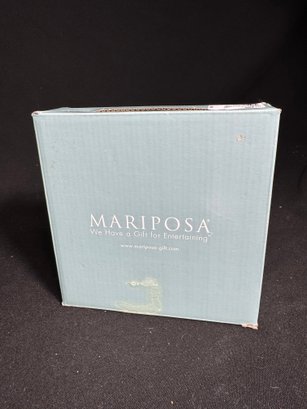 MARIPOSA®
We Have a Gift for Entertaining
www.mariposa-gift.com